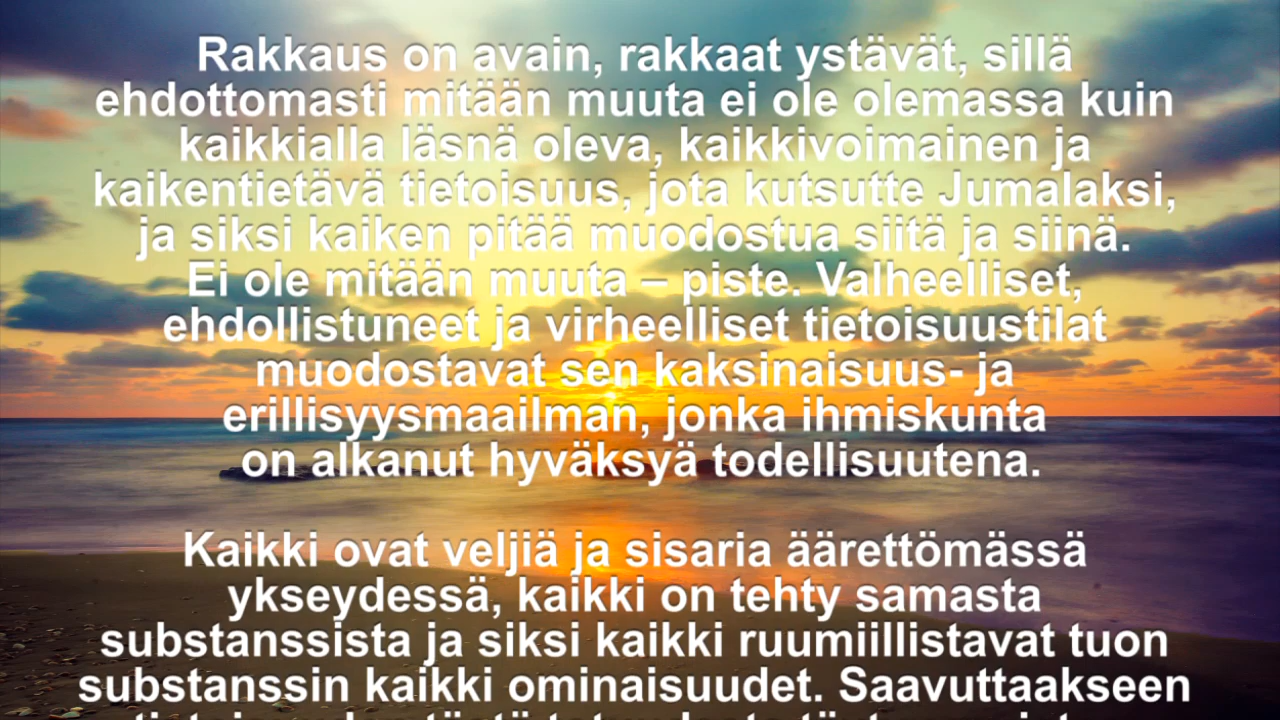 Rakkaus on avain, rakkaat ystävät, sillä
ehdottomasti mitään muuta ei ole olemassa kuin
kaikkialla läsnä oleva, kaikkivoimainen ja
kaikentietävä tietoisuus, jota kutsutte Jumalaksi,
ja siksi kaiken pitää muodostua siitä ja siinä.
Ei ole mitään muuta – piste. Valheelliset,
ehdollistuneet ja virheelliset tietoisuustilat
muodostavat sen kaksinaisuus- ja
erillisyysmaailman, jonka ihmiskunta
on alkanut hyväksyä todellisuutena.
Kaikki ovat veljiä ja sisaria äärettömässä
ykseydessä, kaikki on tehty samasta
substanssista ja siksi kaikki ruumiillistavat tuon
substanssin kaikki ominaisuudet. Saavuttaakseen